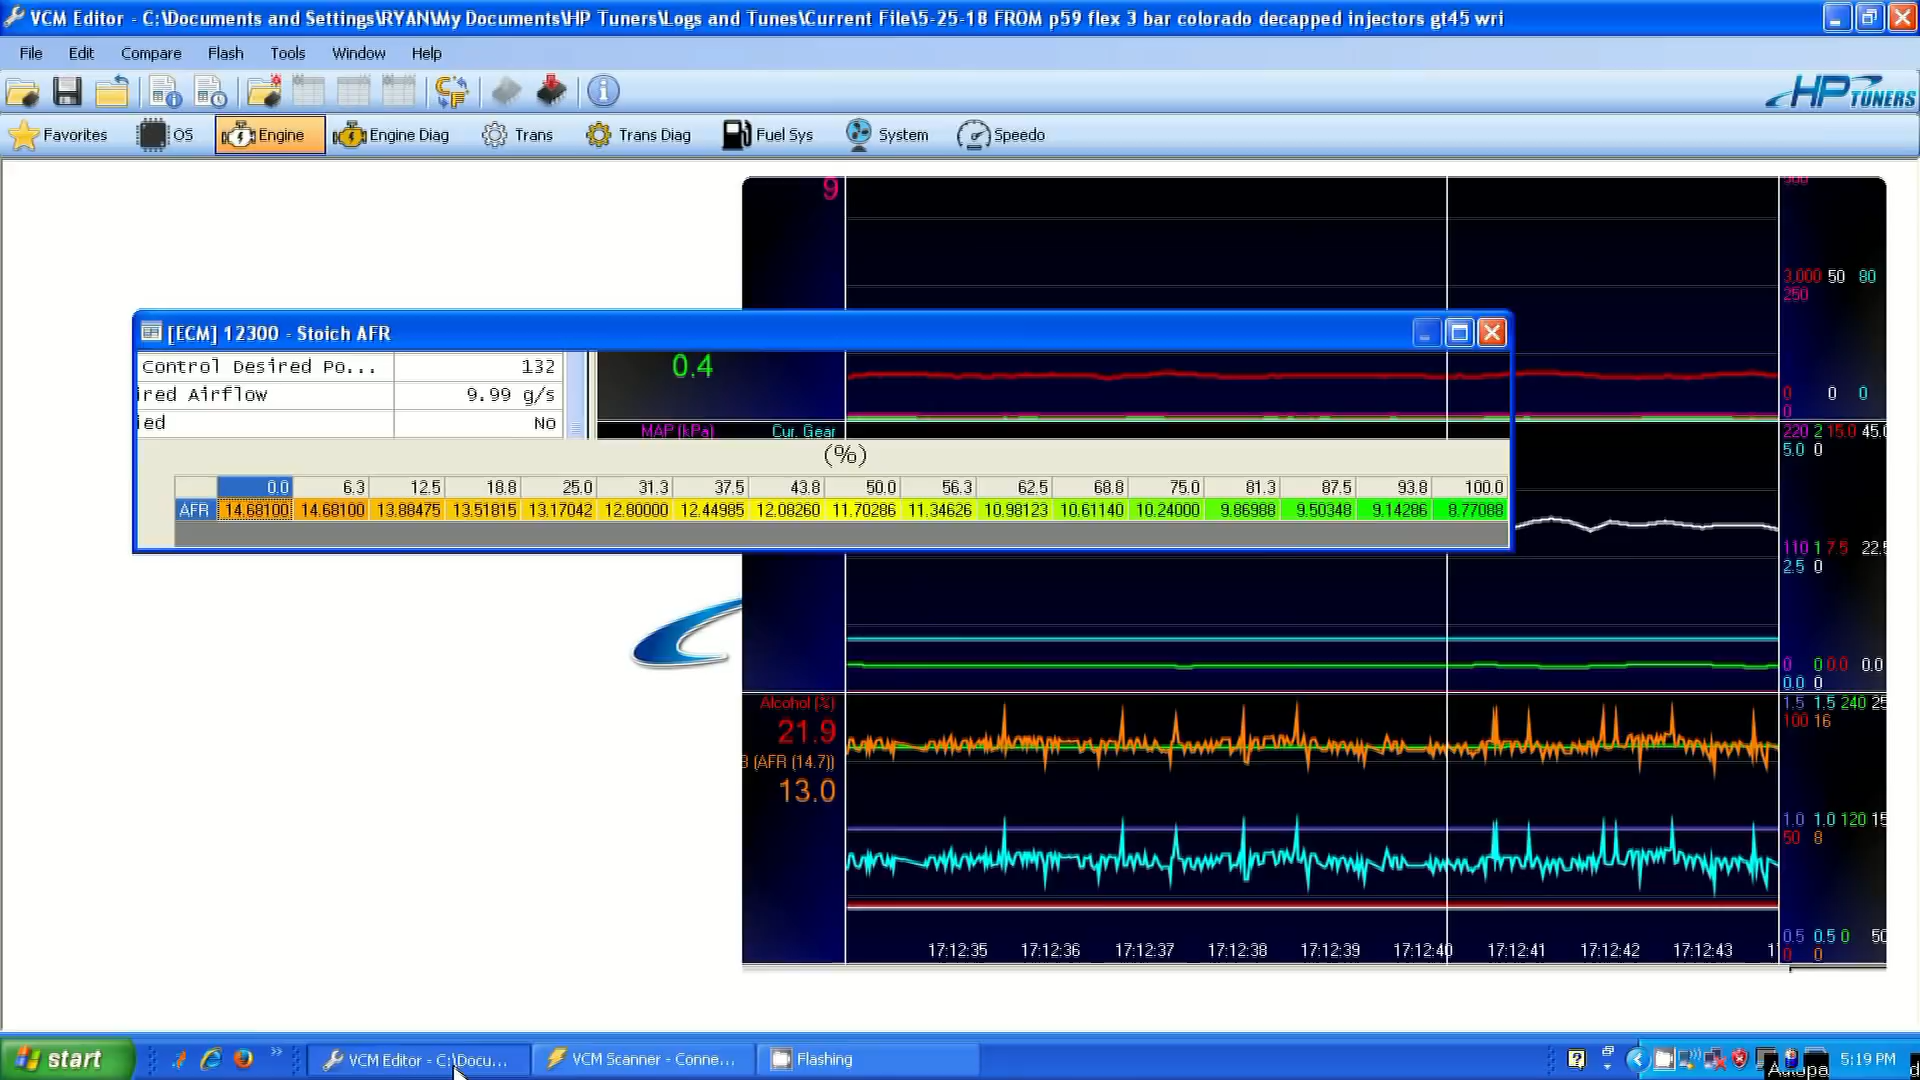 VCM Editor - C:\Documents and Settings\RYAN\My Documents\HP Tuners\Logs and Tunes\Current File\5-25-18 FROM p59 flex 3 bar colorado decapped injectors gt45 wri
File Edit Compare Flash Tools Window Help
HP TUNERS
Favorites OS Engine Engine Diag Trans Trans Diag Fuel Sys System Speedo
9
3,000 50 80
250
[ECM] 12300 - Stoich AFR
Control Desired Po... 132
0.4
ired Airflow 9.99 g/s
0 0 0
0
ied No
MAP (kPa) Cur. Gear
220 2 15.0 45.0
5.0 0
(%)
0.0 6.3 12.5 18.8 25.0 31.3 37.5 43.8 50.0 56.3 62.5 68.8 75.0 81.3 87.5 93.8 100.0
AFR 14.68100 14.68100 13.88475 13.51815 13.17042 12.80000 12.44985 12.08260 11.70286 11.34626 10.98123 10.61140 10.24000 9.86988 9.50348 9.14286 8.77088
110 1 7.5 22.5
2.5 0
0 0 0.0 0.0
0.0 0
Alcohol (%)
1.5 1.5 240 25
21.9
100 16
(AFR (14.7))
13.0
1.0 1.0 120 15
50 8
0.5 0.5 0 50
0 0
17:12:35 17:12:36 17:12:37 17:12:38 17:12:39 17:12:40 17:12:41 17:12:42 17:12:43
start
VCM Editor - C:\Docu...
VCM Scanner - Conne...
Flashing
5:19 PM